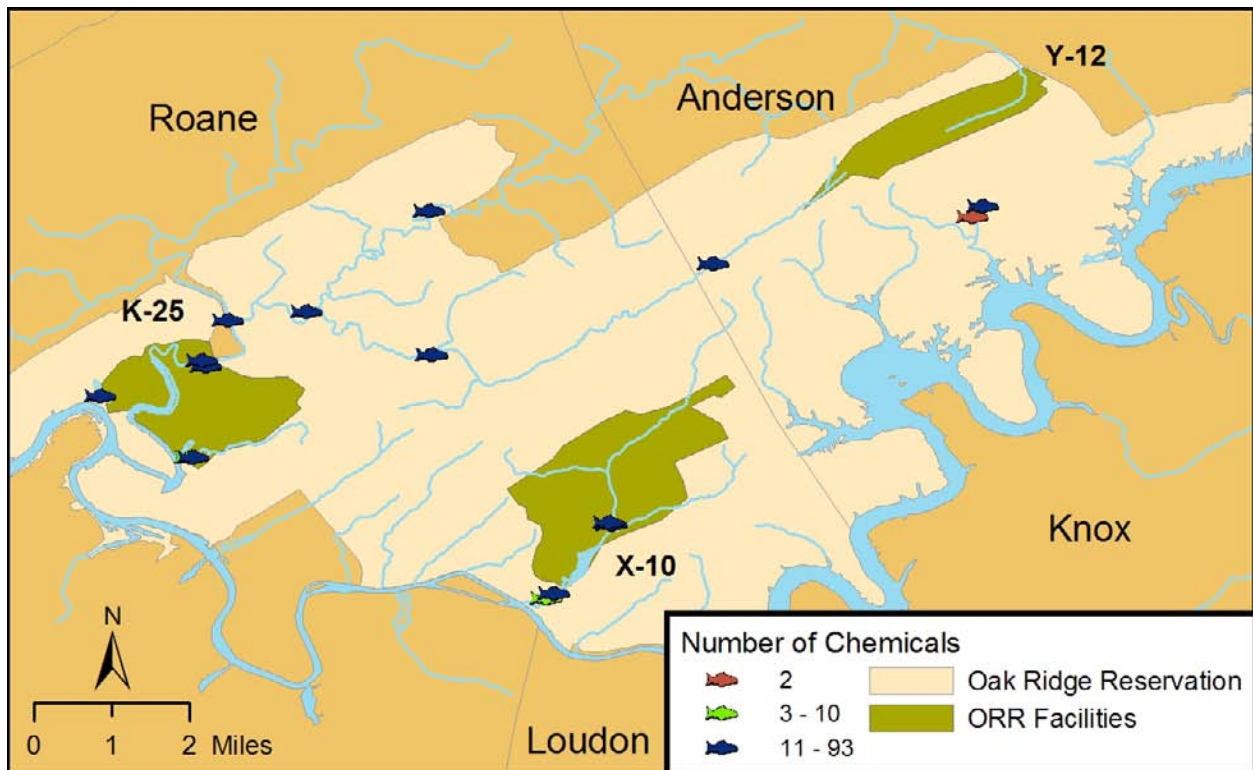 Y-12
Anderson
Roane
K-25
Knox
X-10
N
0 1 2 Miles
Loudon
Number of Chemicals
2
3 - 10
11 - 93
Oak Ridge Reservation
ORR Facilities